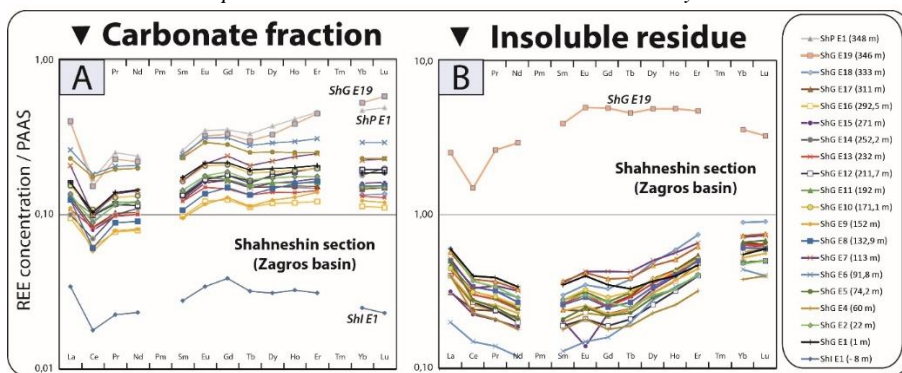 ▼ Carbonate fraction
▼ Insoluble residue
1,00
A
Pr Nd Pm Sm Eu Gd Tb Dy Ho Er Tm Yb Lu
ShG E19
ShP E1
0,10
REE concentration / PAAS
Shahneshin section
(Zagros basin)
ShI E1
0,01
La Ce Pr Nd Pm Sm Eu Gd Tb Dy Ho Er Tm Yb Lu
10,0
B
Pr Nd Pm Sm Eu Gd Tb Dy Ho Er Tm Yb Lu
ShG E19
Shahneshin section
(Zagros basin)
1,00
0,10
La Ce Pr Nd Pm Sm Eu Gd Tb Dy Ho Er Tm Yb Lu
ShP E1 (348 m)
ShG E19 (346 m)
ShG E18 (333 m)
ShG E17 (311 m)
ShG E16 (292,5 m)
ShG E15 (271 m)
ShG E14 (252,2 m)
ShG E13 (232 m)
ShG E12 (211,7 m)
ShG E11 (192 m)
ShG E10 (171,1 m)
ShG E9 (152 m)
ShG E8 (132,9 m)
ShG E7 (113 m)
ShG E6 (91,8 m)
ShG E5 (74,2 m)
ShG E4 (60 m)
ShG E2 (22 m)
ShG E1 (1 m)
ShI E1 (- 8 m)